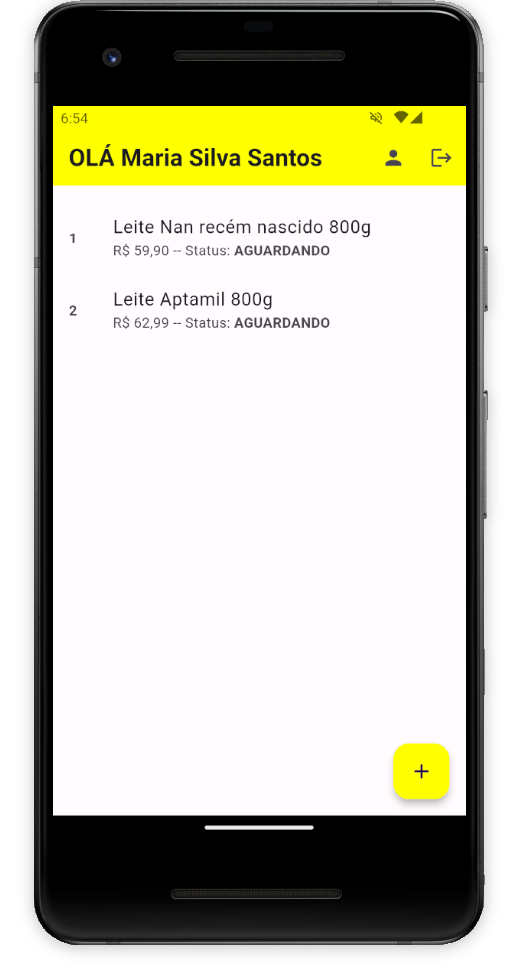 6:54
OLÁ Maria Silva Santos
1
Leite Nan recém nascido 800g
R$ 59,90 -- Status: AGUARDANDO
2
Leite Aptamil 800g
R$ 62,99 -- Status: AGUARDANDO
+